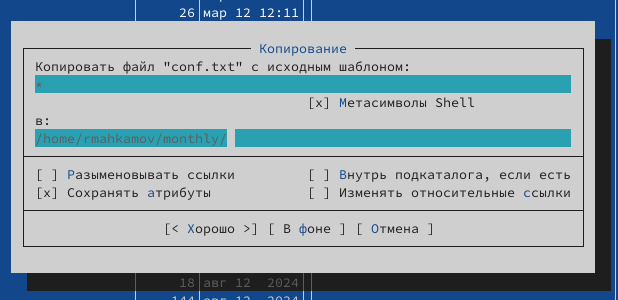 26 мар 12 12:11
Копирование
Копировать файл "conf.txt" с исходным шаблоном:
*
[x] Метасимволы Shell
в:
/home/rmahkamov/monthly/
[ ] Разыменовывать ссылки [ ] Внутрь подкаталога, если есть
[x] Сохранять атрибуты [ ] Изменять относительные ссылки
[< Хорошо >] [ В фоне ] [ Отмена ]
18 авг 12 2024
144 авг 12 2024